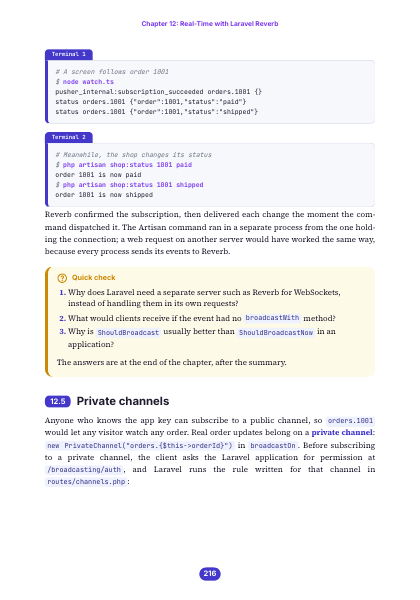 Chapter 12: Real-Time with Laravel Reverb
Terminal 1
# A screen follows order 1001
$ node watch.ts
pusher_internal:subscription_succeeded orders.1001 {}
status orders.1001 {"order":1001,"status":"paid"}
status orders.1001 {"order":1001,"status":"shipped"}
Terminal 2
# Meanwhile, the shop changes its status
$ php artisan shop:status 1001 paid
order 1001 is now paid
$ php artisan shop:status 1001 shipped
order 1001 is now shipped
Reverb confirmed the subscription, then delivered each change the moment the com-
mand dispatched it. The Artisan command ran in a separate process from the one hold-
ing the connection; a web request on another server would have worked the same way,
because every process sends its events to Reverb.
Quick check
1. Why does Laravel need a separate server such as Reverb for WebSockets,
instead of handling them in its own requests?
2. What would clients receive if the event had no broadcastWith method?
3. Why is ShouldBroadcast usually better than ShouldBroadcastNow in an
application?
The answers are at the end of the chapter, after the summary.
12.5 Private channels
Anyone who knows the app key can subscribe to a public channel, so orders.1001
would let any visitor watch any order. Real order updates belong on a private channel:
new PrivateChannel("orders.{$this->orderId}") in broadcastOn. Before subscribing
to a private channel, the client asks the Laravel application for permission at
/broadcasting/auth, and Laravel runs the rule written for that channel in
routes/channels.php:
216